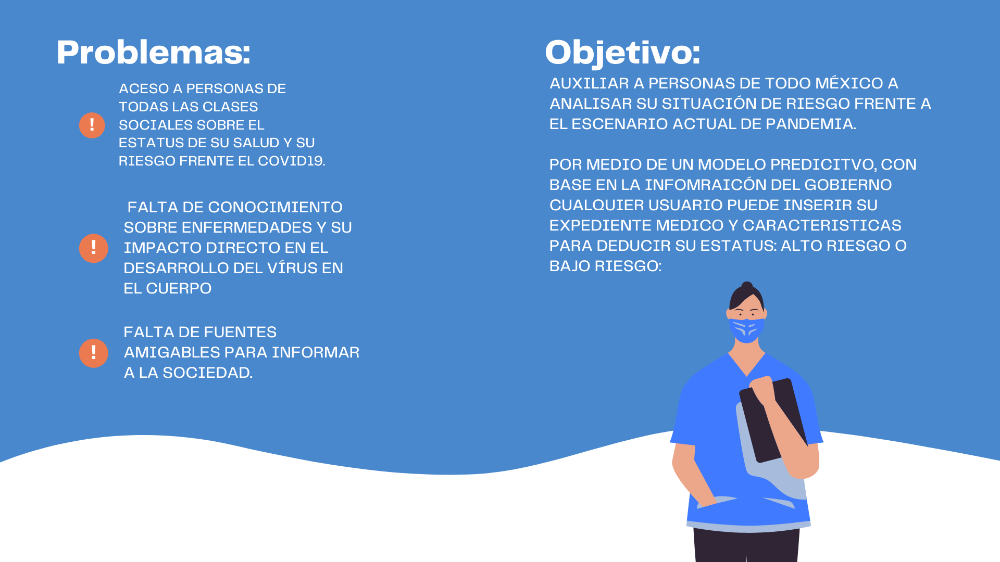 Problemas:
ACESO A PERSONAS DE
TODAS LAS CLASES
SOCIALES SOBRE EL
ESTATUS DE SU SALUD Y SU
RIESGO FRENTE EL COVID19.
!
FALTA DE CONOCIMIENTO
SOBRE ENFERMEDADES Y SU
IMPACTO DIRECTO EN EL
DESARROLLO DEL VÍRUS EN
EL CUERPO
!
FALTA DE FUENTES
AMIGABLES PARA INFORMAR
A LA SOCIEDAD.
!
Objetivo:
AUXILIAR A PERSONAS DE TODO MÉXICO A
ANALISAR SU SITUACIÓN DE RIESGO FRENTE A
EL ESCENARIO ACTUAL DE PANDEMIA.
POR MEDIO DE UN MODELO PREDICITVO, CON
BASE EN LA INFOMRAICÓN DEL GOBIERNO
CUALQUIER USUARIO PUEDE INSERIR SU
EXPEDIENTE MEDICO Y CARACTERISTICAS
PARA DEDUCIR SU ESTATUS: ALTO RIESGO O
BAJO RIESGO: